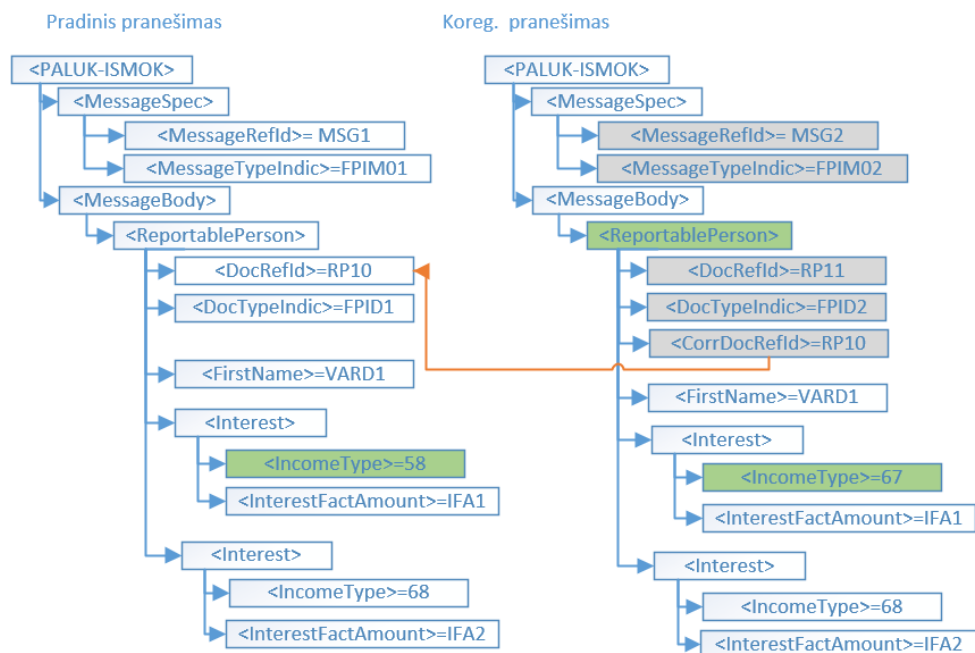 Pradinis pranešimas
<PALUK-ISMOK>
<MessageSpec>
<MessageRefId>= MSG1
<MessageTypeIndic>=FPIM01
<MessageBody>
<ReportablePerson>
<DocRefId>=RP10
<DocTypeIndic>=FPID1
<FirstName>=VARD1
<Interest>
<IncomeType>=58
<InterestFactAmount>=IFA1
<Interest>
<IncomeType>=68
<InterestFactAmount>=IFA2
Koreg. pranešimas
<PALUK-ISMOK>
<MessageSpec>
<MessageRefId>= MSG2
<MessageTypeIndic>=FPIM02
<MessageBody>
<ReportablePerson>
<DocRefId>=RP11
<DocTypeIndic>=FPID2
<CorrDocRefId>=RP10
<FirstName>=VARD1
<Interest>
<IncomeType>=67
<InterestFactAmount>=IFA1
<Interest>
<IncomeType>=68
<InterestFactAmount>=IFA2